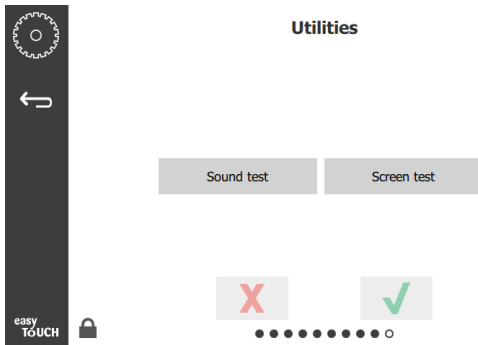 Utilities
Sound test
Screen test
easy
TOUCH